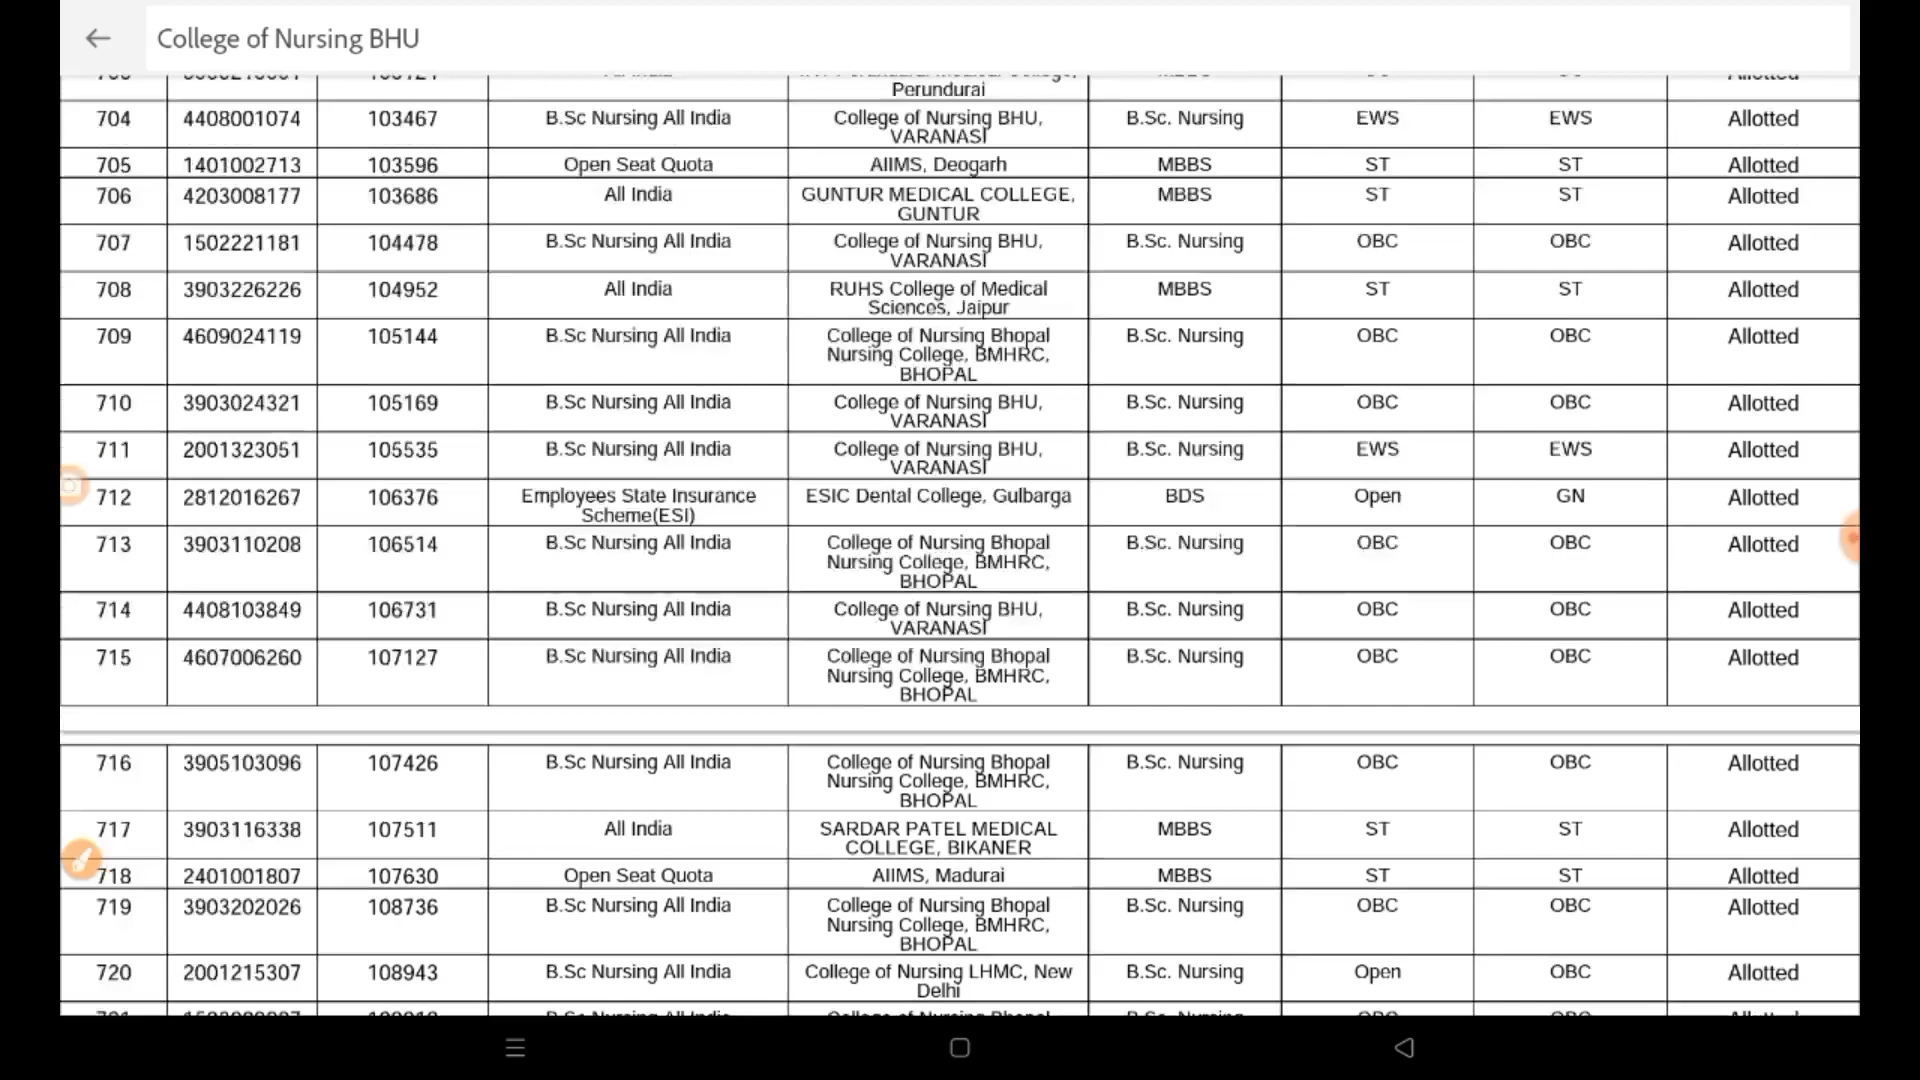 College of Nursing BHU
Perundurai
704 4408001074 103467 B.Sc Nursing All India College of Nursing BHU, B.Sc. Nursing EWS EWS Allotted
VARANASI
705 1401002713 103596 Open Seat Quota AIIMS, Deogarh MBBS ST ST Allotted
706 4203008177 103686 All India GUNTUR MEDICAL COLLEGE, MBBS ST ST Allotted
GUNTUR
707 1502221181 104478 B.Sc Nursing All India College of Nursing BHU, B.Sc. Nursing OBC OBC Allotted
VARANASI
708 3903226226 104952 All India RUHS College of Medical MBBS ST ST Allotted
Sciences, Jaipur
709 4609024119 105144 B.Sc Nursing All India College of Nursing Bhopal B.Sc. Nursing OBC OBC Allotted
Nursing College, BMHRC,
BHOPAL
710 3903024321 105169 B.Sc Nursing All India College of Nursing BHU, B.Sc. Nursing OBC OBC Allotted
VARANASI
711 2001323051 105535 B.Sc Nursing All India College of Nursing BHU, B.Sc. Nursing EWS EWS Allotted
VARANASI
712 2812016267 106376 Employees State Insurance ESIC Dental College, Gulbarga BDS Open GN Allotted
Scheme(ESI)
713 3903110208 106514 B.Sc Nursing All India College of Nursing Bhopal B.Sc. Nursing OBC OBC Allotted
Nursing College, BMHRC,
BHOPAL
714 4408103849 106731 B.Sc Nursing All India College of Nursing BHU, B.Sc. Nursing OBC OBC Allotted
VARANASI
715 4607006260 107127 B.Sc Nursing All India College of Nursing Bhopal B.Sc. Nursing OBC OBC Allotted
Nursing College, BMHRC,
BHOPAL
716 3905103096 107426 B.Sc Nursing All India College of Nursing Bhopal B.Sc. Nursing OBC OBC Allotted
Nursing College, BMHRC,
BHOPAL
717 3903116338 107511 All India SARDAR PATEL MEDICAL MBBS ST ST Allotted
COLLEGE, BIKANER
718 2401001807 107630 Open Seat Quota AIIMS, Madurai MBBS ST ST Allotted
719 3903202026 108736 B.Sc Nursing All India College of Nursing Bhopal B.Sc. Nursing OBC OBC Allotted
Nursing College, BMHRC,
BHOPAL
720 2001215307 108943 B.Sc Nursing All India College of Nursing LHMC, New B.Sc. Nursing Open OBC Allotted
Delhi